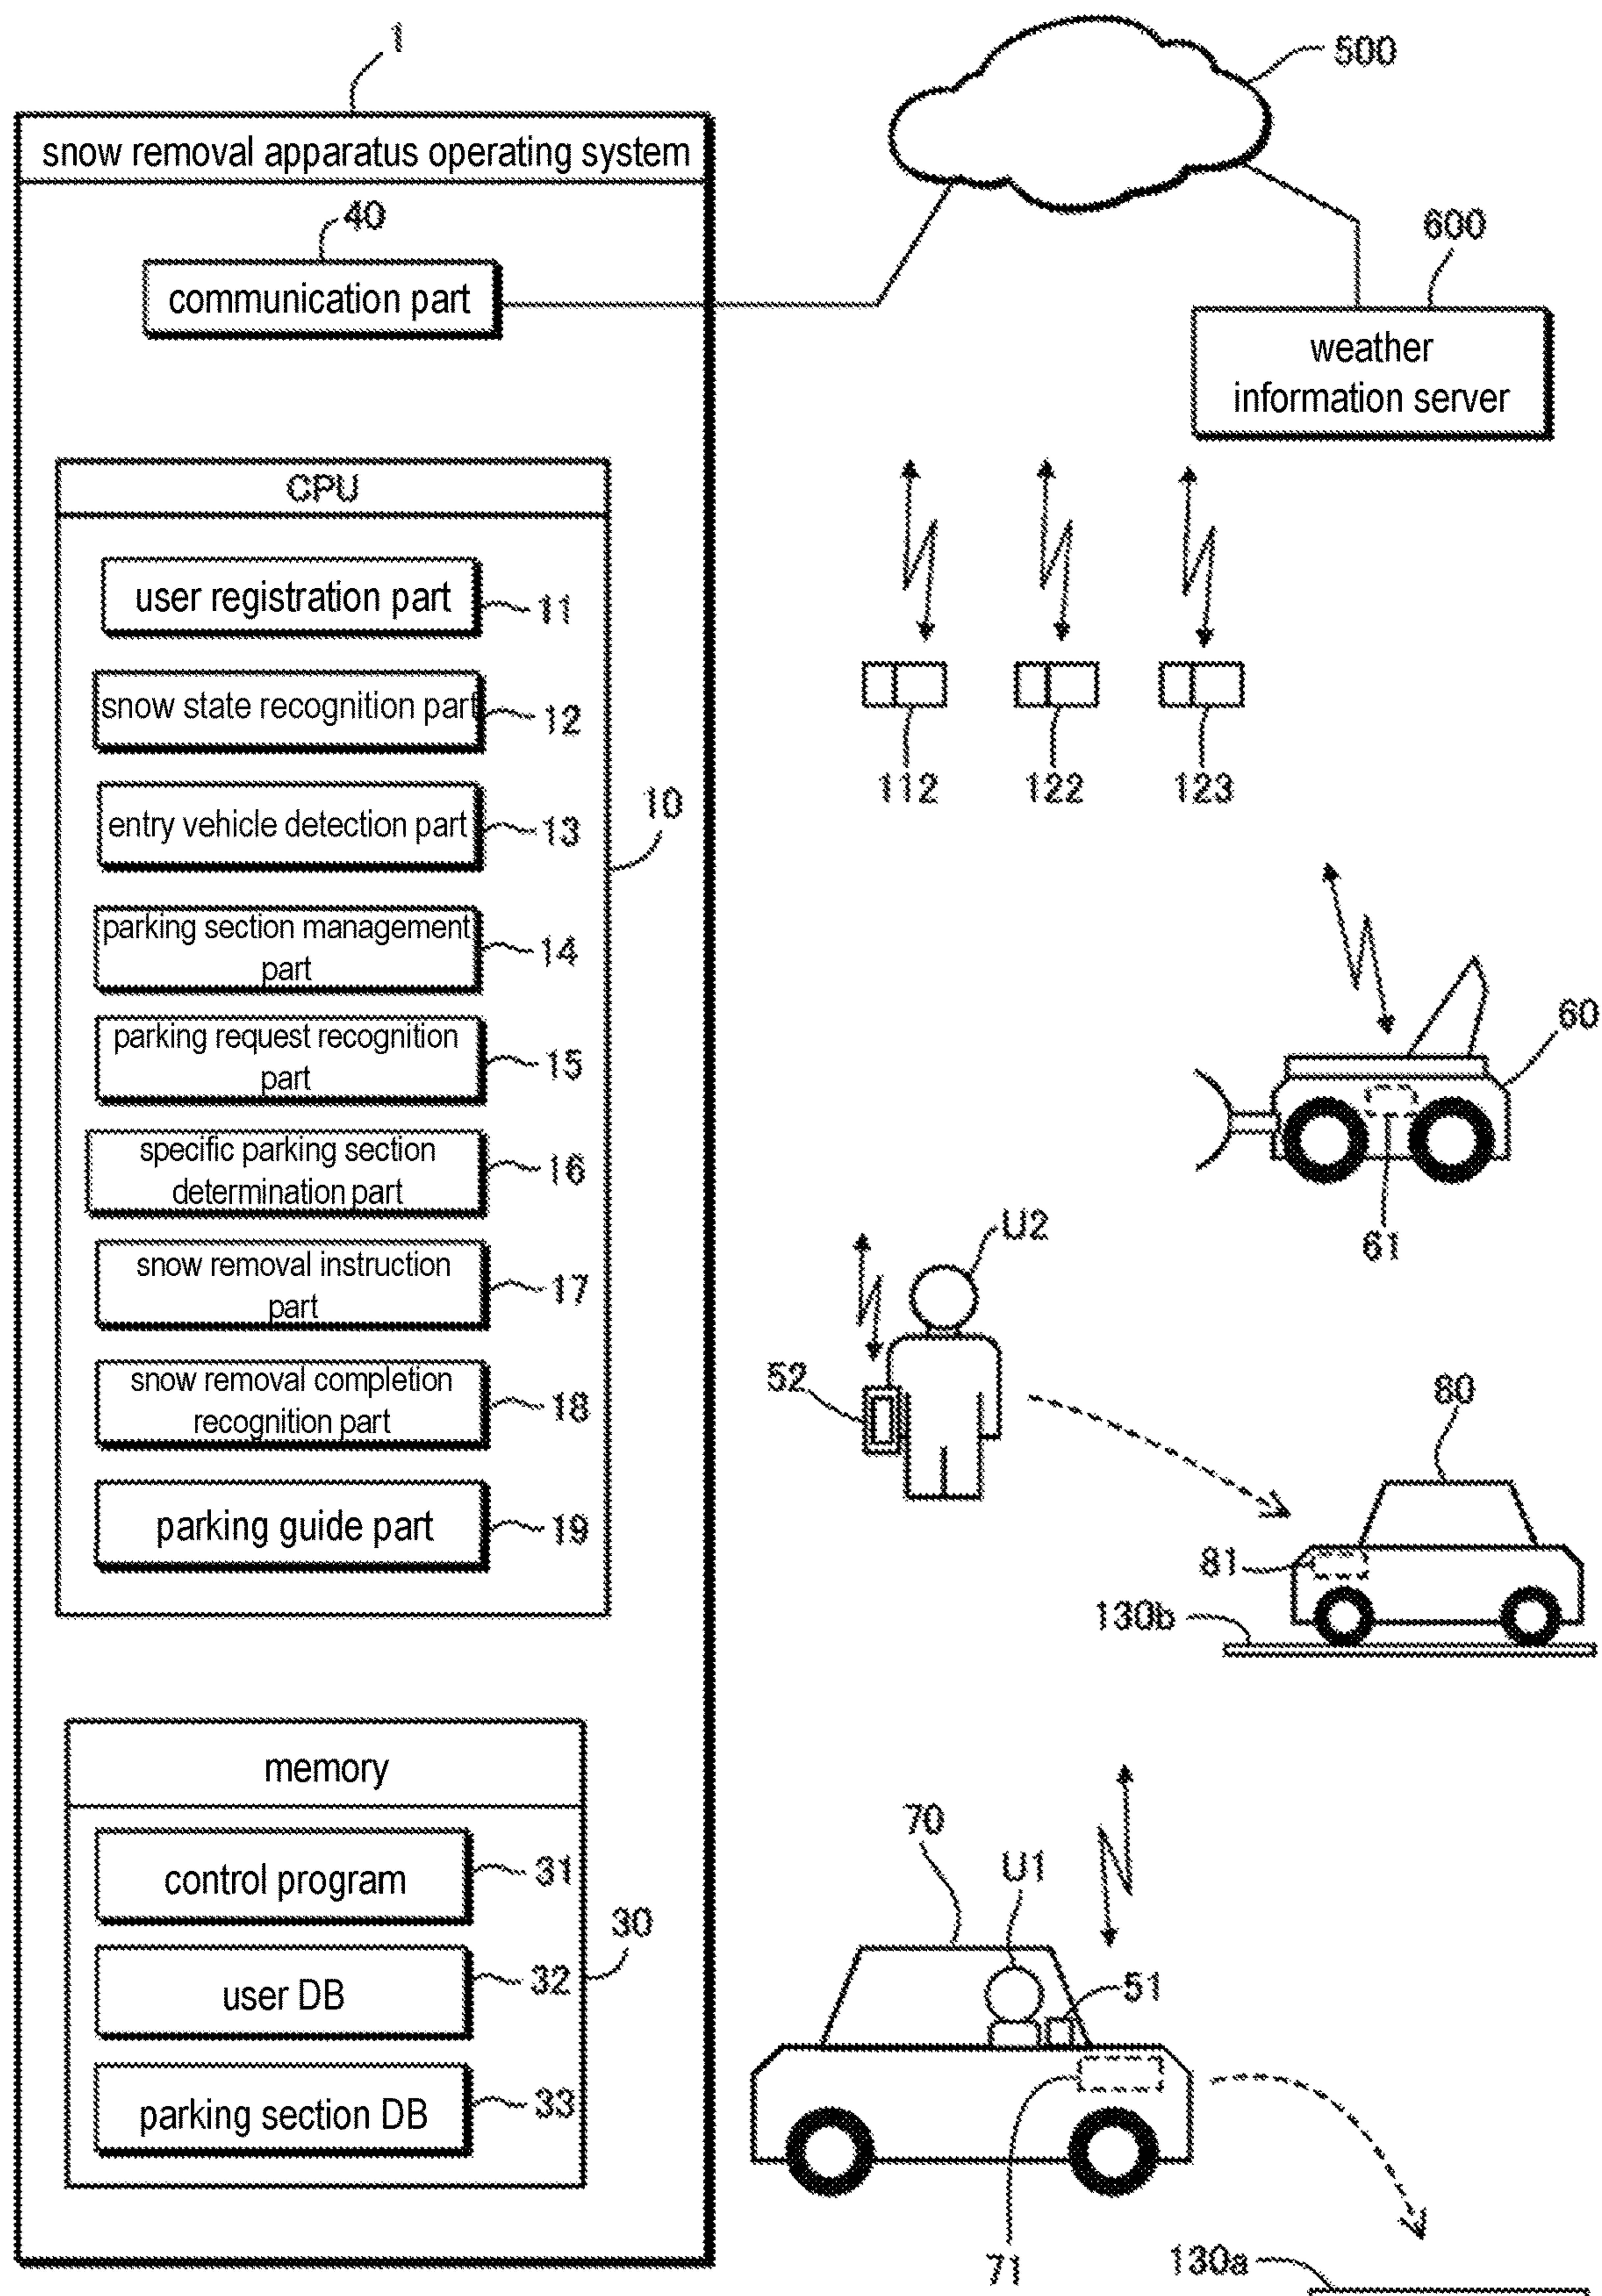 1
500
snow removal apparatus operating system
40
600
communication part
weather
information server
CPU
user registration part
11
snow state recognition part
12
112
122
123
entry vehicle detection part
13
10
parking section management
part
14
parking request recognition
part
15
60
specific parking section
determination part
16
61
U2
snow removal instruction
part
17
52
snow removal completion
recognition part
18
80
parking guide part
19
81
130b
memory
70
U1
control program
31
30
51
user DB
32
parking section DB
33
71
130a